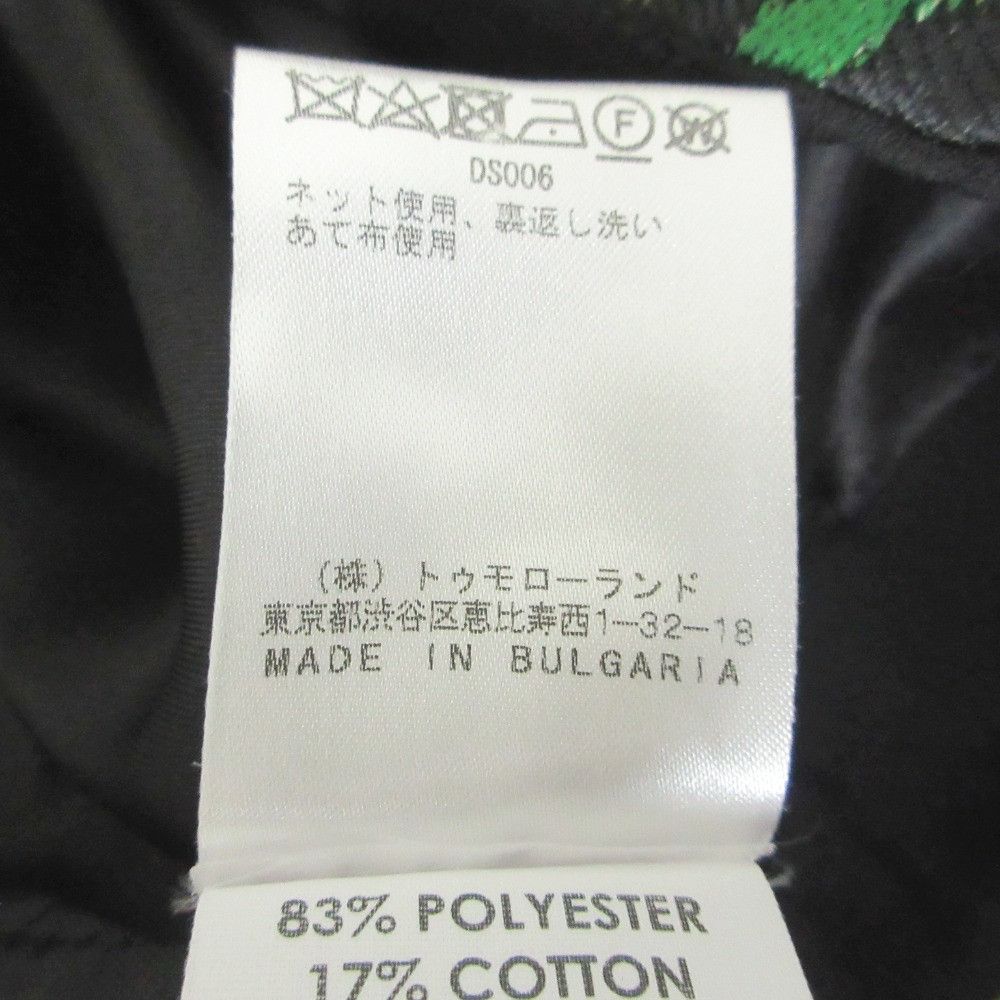 F W
DS006
ネット使用、裏返し洗い
あて布使用
(株)トゥモローランド
東京都渋谷区恵比寿西1-32-18
MADE IN BULGARIA
83% POLYESTER
17% COTTON